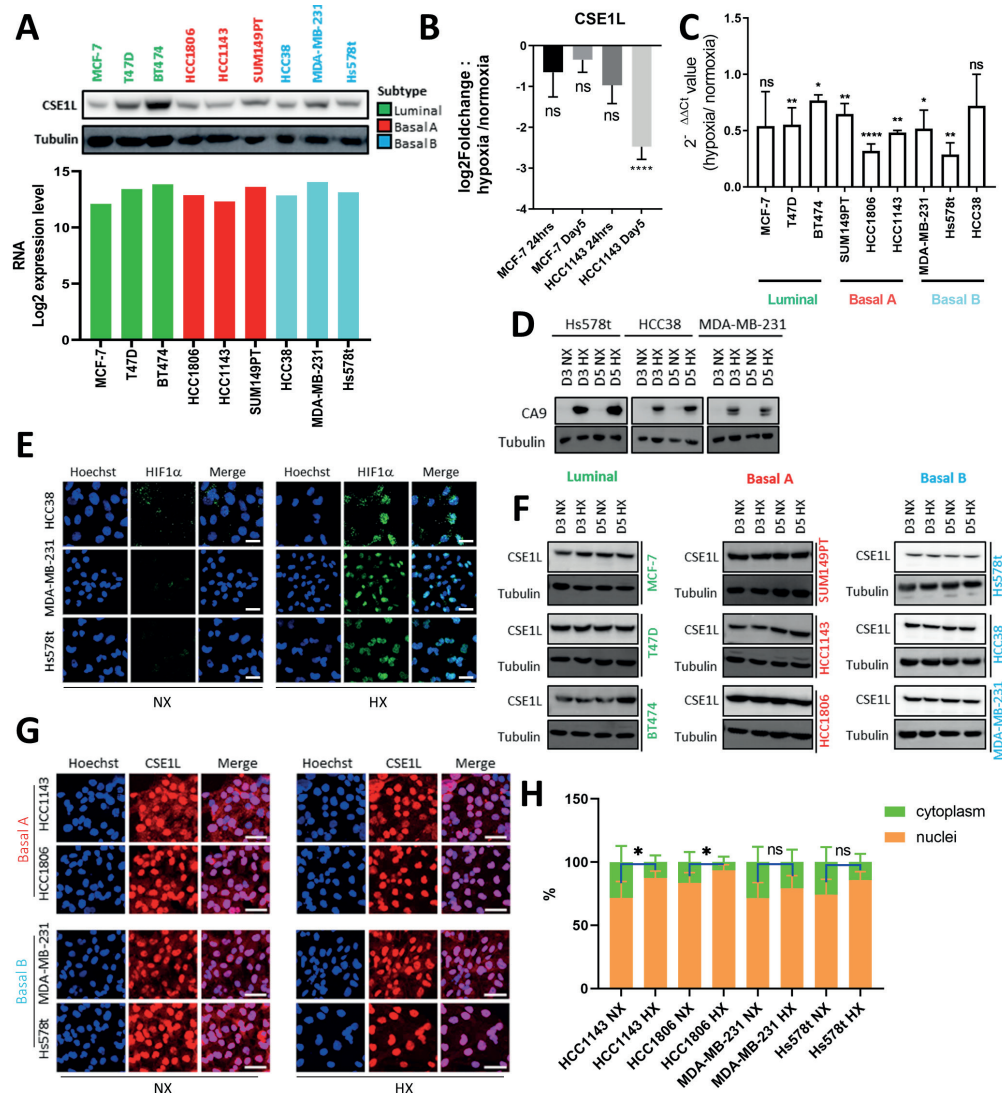 A
MCF-7
T47D
BT474
HCC1806
HCC1143
SUM149PT
HCC38
MDA-MB-231
Hs578t
CSE1L
Tubulin
Subtype
Luminal
Basal A
Basal B
RNA
Log2 expression level
15
10
5
0
MCF-7
T47D
BT474
HCC1806
HCC1143
SUM149PT
HCC38
MDA-MB-231
Hs578t
B
CSE1L
log2Foldchange :
hypoxia /normoxia
0
-1
-2
-3
-4
ns
ns
ns
****
MCF-7 24hrs
MCF-7 Day5
HCC1143 24hrs
HCC1143 Day5
C
2^- ΔΔCt value
(hypoxia/ normoxia)
1.0
0.5
0.0
ns
**
*
**
****
**
*
**
ns
MCF-7
T47D
BT474
SUM149PT
HCC1806
HCC1143
MDA-MB-231
Hs578t
HCC38
Luminal
Basal A
Basal B
D
Hs578t
HCC38
MDA-MB-231
D3 NX
D3 HX
D5 NX
D5 HX
D3 NX
D3 HX
D5 NX
D5 HX
D3 NX
D3 HX
D5 NX
D5 HX
CA9
Tubulin
E
Hoechst HIF1α Merge
Hoechst HIF1α Merge
HCC38
MDA-MB-231
Hs578t
NX
HX
F
Luminal
Basal A
Basal B
D3 NX
D3 HX
D5 NX
D5 HX
D3 NX
D3 HX
D5 NX
D5 HX
D3 NX
D3 HX
D5 NX
D5 HX
CSE1L
Tubulin
MCF-7
CSE1L
Tubulin
SUM149PT
CSE1L
Tubulin
Hs578t
CSE1L
Tubulin
T47D
CSE1L
Tubulin
HCC1143
CSE1L
Tubulin
HCC38
CSE1L
Tubulin
BT474
CSE1L
Tubulin
HCC1806
CSE1L
Tubulin
MDA-MB-231
G
Hoechst CSE1L Merge
Hoechst CSE1L Merge
Basal A
HCC1143
HCC1806
Basal B
MDA-MB-231
Hs578t
NX
HX
H
cytoplasm
nuclei
%
150
100
50
0
*
*
ns
ns
HCC1143 NX
HCC1143 HX
HCC1806 NX
HCC1806 HX
MDA-MB-231 NX
MDA-MB-231 HX
Hs578t NX
Hs578t HX